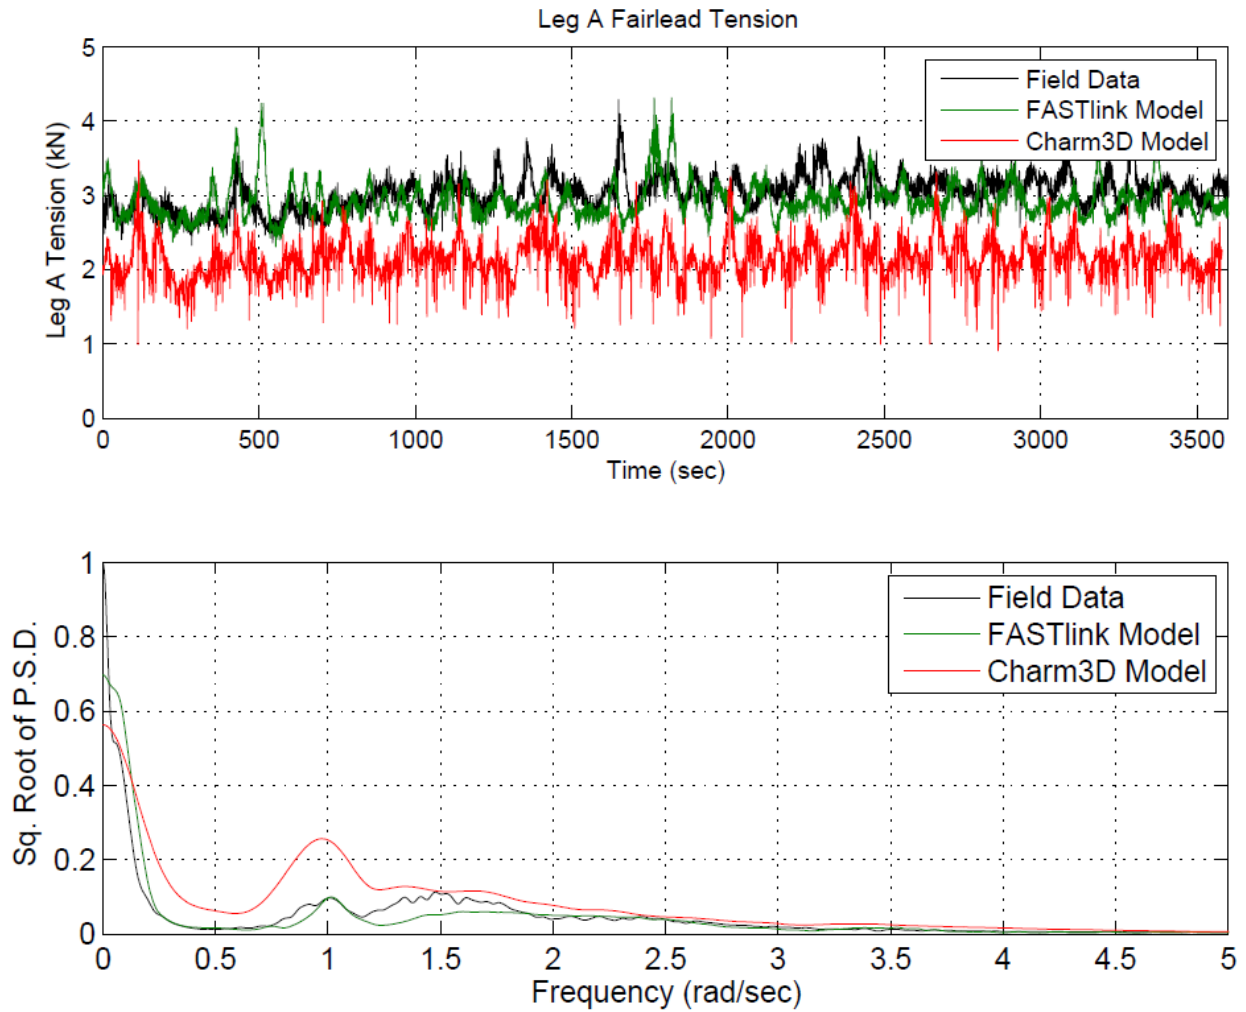 Leg A Fairlead Tension
5
4
3
2
1
0
Leg A Tension (kN)
Field Data
FASTlink Model
Charm3D Model
0 500 1000 1500 2000 2500 3000 3500
Time (sec)
1
0.8
0.6
0.4
0.2
0
Sq. Root of P.S.D.
Field Data
FASTlink Model
Charm3D Model
0 0.5 1 1.5 2 2.5 3 3.5 4 4.5 5
Frequency (rad/sec)